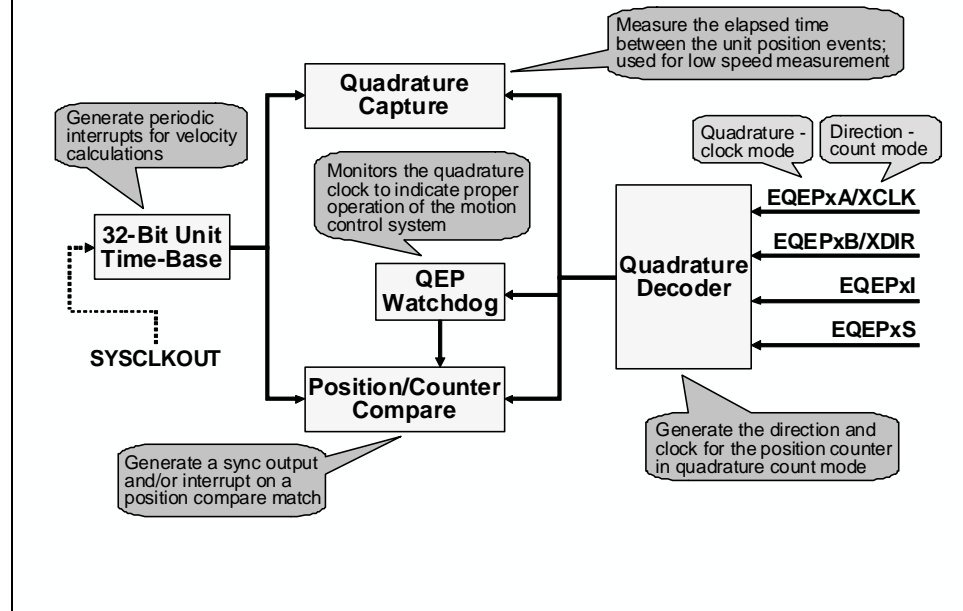 Measure the elapsed time
between the unit position events;
used for low speed measurement
Quadrature
Capture
Generate periodic
interrupts for velocity
calculations
Quadrature -
clock mode
Direction -
count mode
Monitors the quadrature
clock to indicate proper
operation of the motion
control system
EQEPxA/XCLK
32-Bit Unit
Time-Base
EQEPxB/XDIR
Quadrature
Decoder
QEP
Watchdog
EQEPxI
EQEPxS
SYSCLKOUT
Position/Counter
Compare
Generate the direction and
clock for the position counter
in quadrature count mode
Generate a sync output
and/or interrupt on a
position compare match